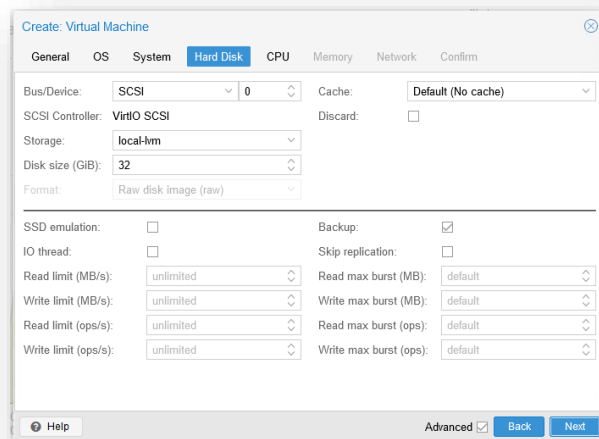 Create: Virtual Machine
General OS System Hard Disk CPU Memory Network Confirm
Bus/Device: SCSI 0 Cache: Default (No cache)
SCSI Controller: VirtIO SCSI Discard:
Storage: local-lvm
Disk size (GiB): 32
Format: Raw disk image (raw)
SSD emulation: Backup:
IO thread: Skip replication:
Read limit (MB/s): unlimited Read max burst (MB): default
Write limit (MB/s): unlimited Write max burst (MB): default
Read limit (ops/s): unlimited Read max burst (ops): default
Write limit (ops/s): unlimited Write max burst (ops): default
Help Advanced Back Next